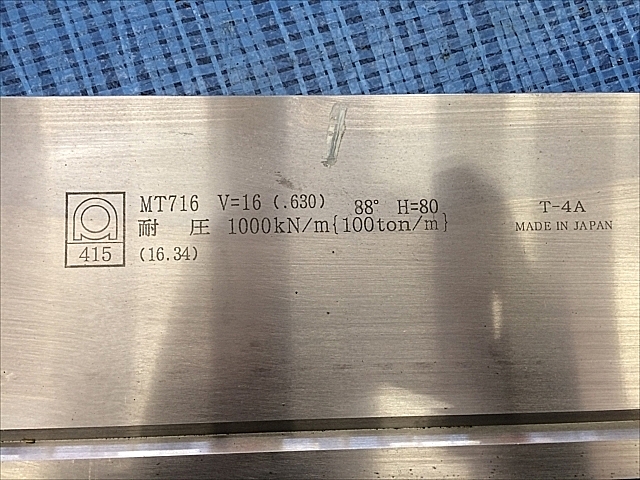 MT716 V=16 (.630) 88° H=80
耐 圧 1000kN/m{100ton/m}
415 (16.34)
T-4A
MADE IN JAPAN